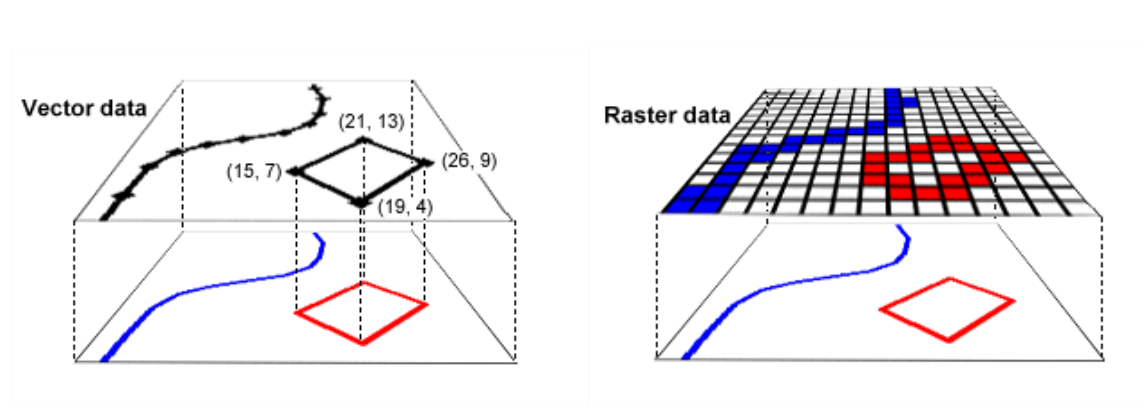 Vector data
(21, 13)
(15, 7)
(26, 9)
(19, 4)
Raster data